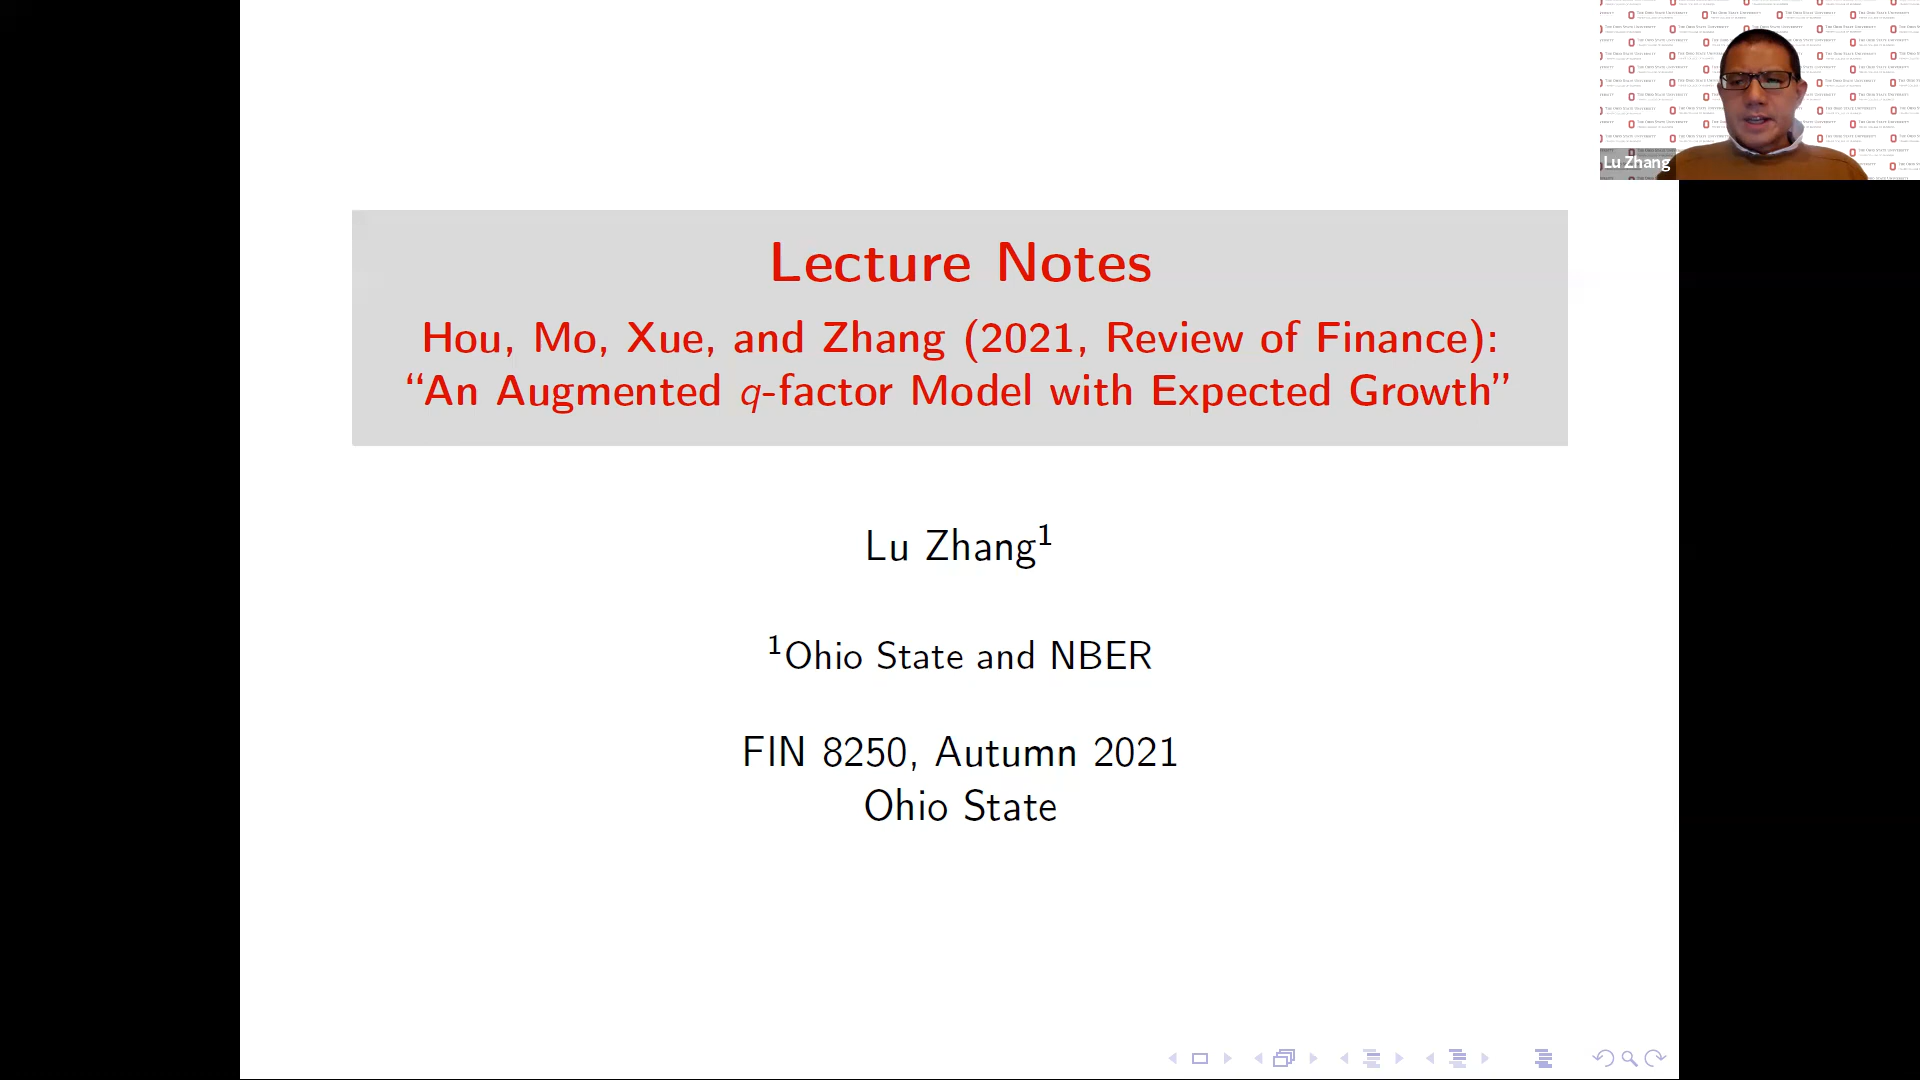 Lecture Notes
Hou, Mo, Xue, and Zhang (2021, Review of Finance):
“An Augmented q-factor Model with Expected Growth”
Lu Zhang¹
¹Ohio State and NBER
FIN 8250, Autumn 2021
Ohio State
Lu Zhang